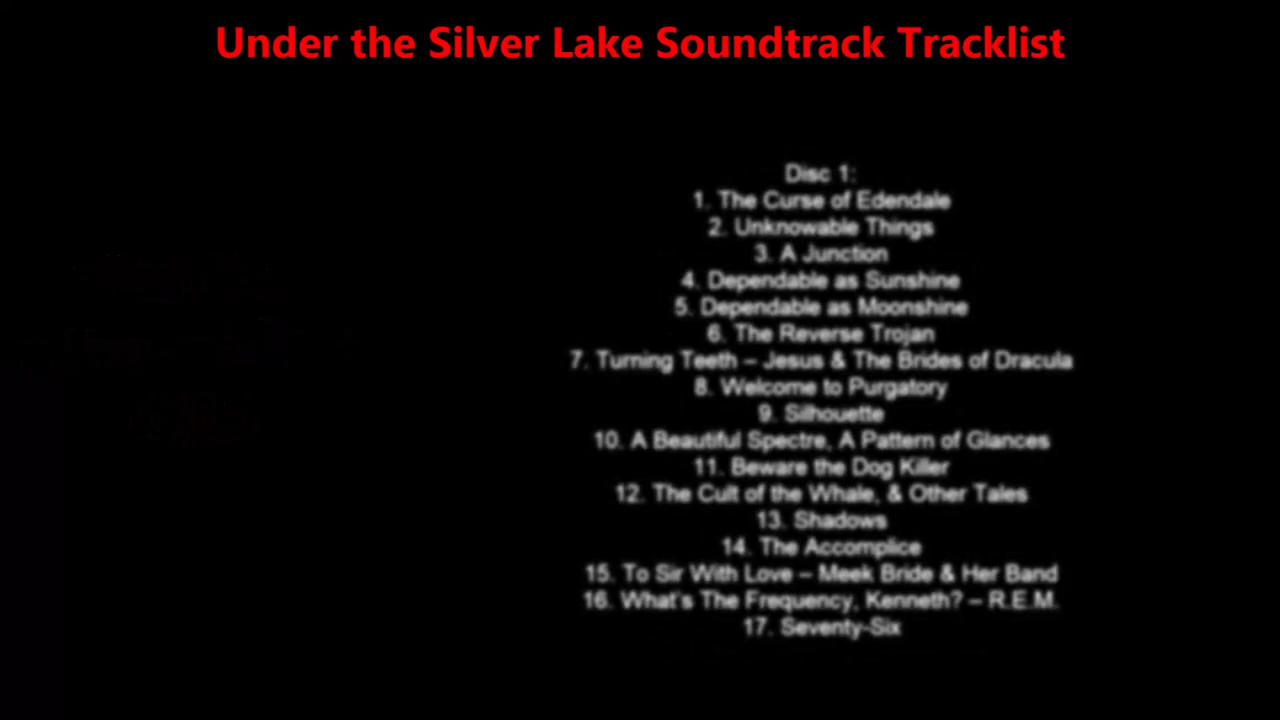 Under the Silver Lake Soundtrack Tracklist
Disc 1:
1. The Curse of Edendale
2. Unknowable Things
3. A Junction
4. Dependable as Sunshine
5. Dependable as Moonshine
6. The Reverse Trojan
7. Turning Teeth – Jesus & The Brides of Dracula
8. Welcome to Purgatory
9. Silhouette
10. A Beautiful Spectre, A Pattern of Glances
11. Beware the Dog Killer
12. The Cult of the Whale, & Other Tales
13. Shadows
14. The Accomplice
15. To Sir With Love – Meek Bride & Her Band
16. What's The Frequency, Kenneth? – R.E.M.
17. Seventy-Six